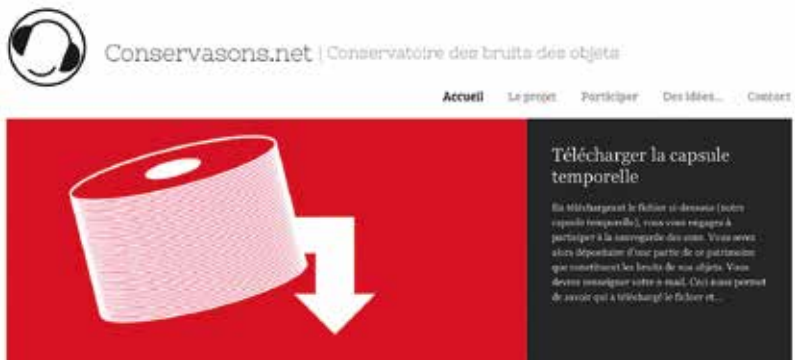 Conservasons.net | Conservatoire des bruits des objets
Accueil Le projet Participer Des idées... Contact
Télécharger la capsule
temporelle
En téléchargeant le fichier ci-dessous (notre
capsule temporelle), vous vous engagez à
participer à la sauvegarde des sons. Vous serez
alors dépositaire d'une partie de ce patrimoine
que constituent les bruits de nos objets. Vous
devrez renseigner votre e-mail. Ceci nous permet
de savoir qui a téléchargé le fichier et...